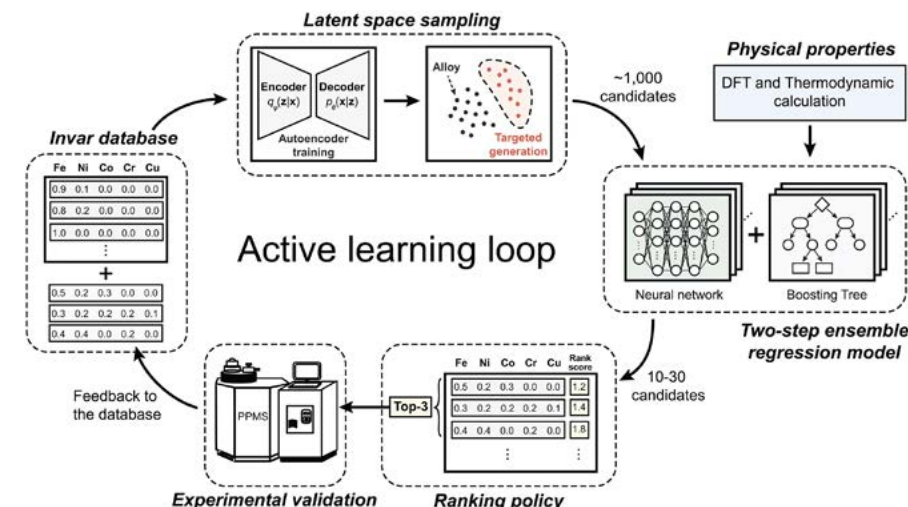 Latent space sampling
Encoder
qφ(z|x)
Decoder
pθ(x|z)
Autoencoder
training
Alloy
Targeted
generation
~1,000
candidates
Physical properties
DFT and Thermodynamic
calculation
Neural network
+
Boosting Tree
Two-step ensemble
regression model
10-30
candidates
Invar database
Fe Ni Co Cr Cu
0.9 0.1 0.0 0.0 0.0
0.8 0.2 0.0 0.0 0.0
1.0 0.0 0.0 0.0 0.0
⋮
+
0.5 0.2 0.3 0.0 0.0
0.3 0.2 0.2 0.2 0.1
0.4 0.4 0.0 0.2 0.0
Active learning loop
Fe Ni Co Cr Cu Rank
score
0.5 0.2 0.3 0.0 0.0 1.2
0.3 0.2 0.2 0.2 0.1 1.4
0.4 0.4 0.0 0.2 0.0 1.8
⋮ ⋮
Top-3
Ranking policy
PPMS
Experimental validation
Feedback to
the database